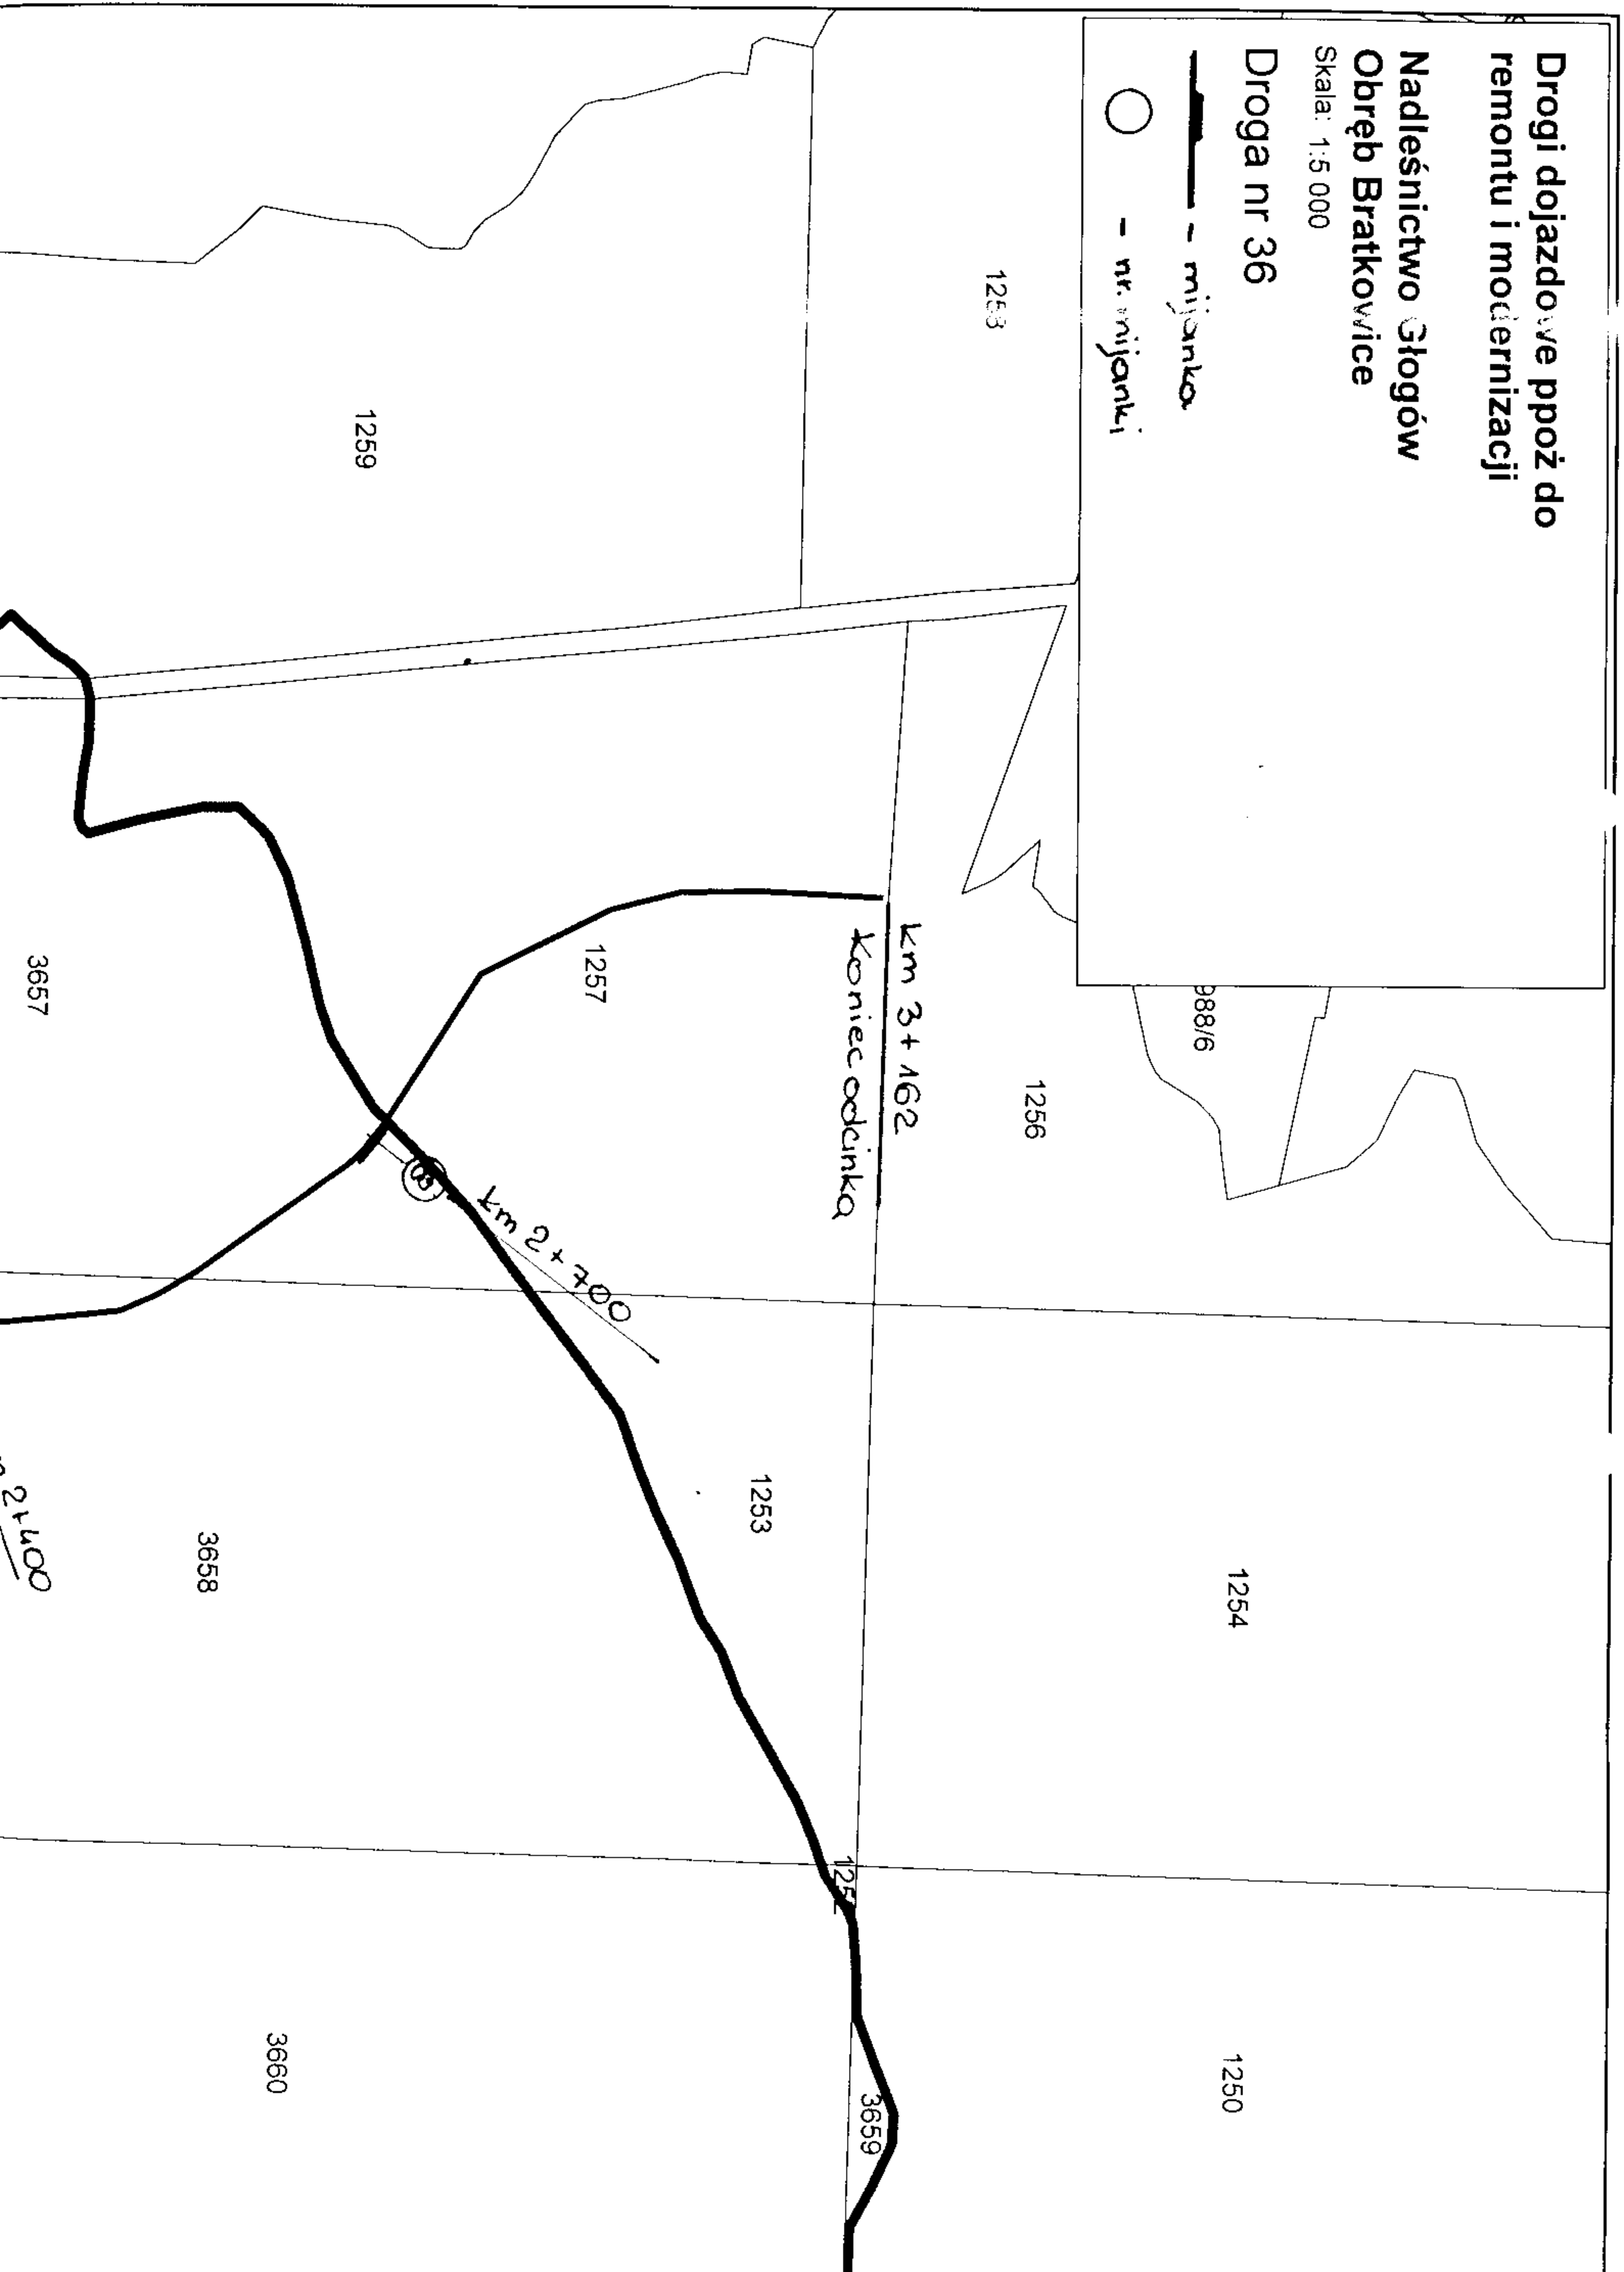 Drogi dojazdowe ppoż do
remontu i modernizacji
Nadleśnictwo Głogów
Obręb Bratkowice
Skala: 1:5 000
Droga nr 36
- mijanka
- nr. mijanki
988/6
1256
1254
1250
km 3+162
Koniec odcinka
3659
1253
1257
km 2+700
1259
3660
3658
3657
2+400